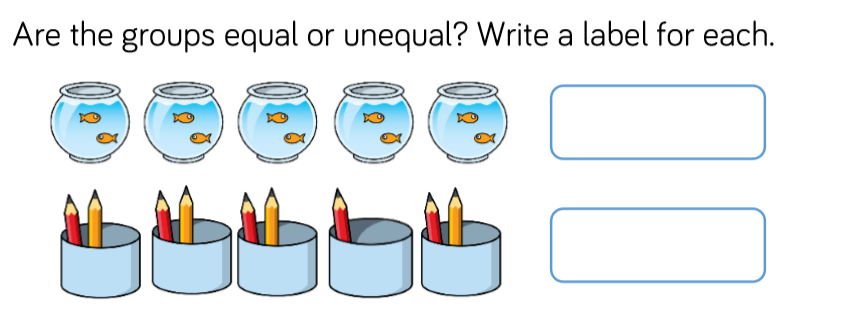 Are the groups equal or unequal? Write a label for each.